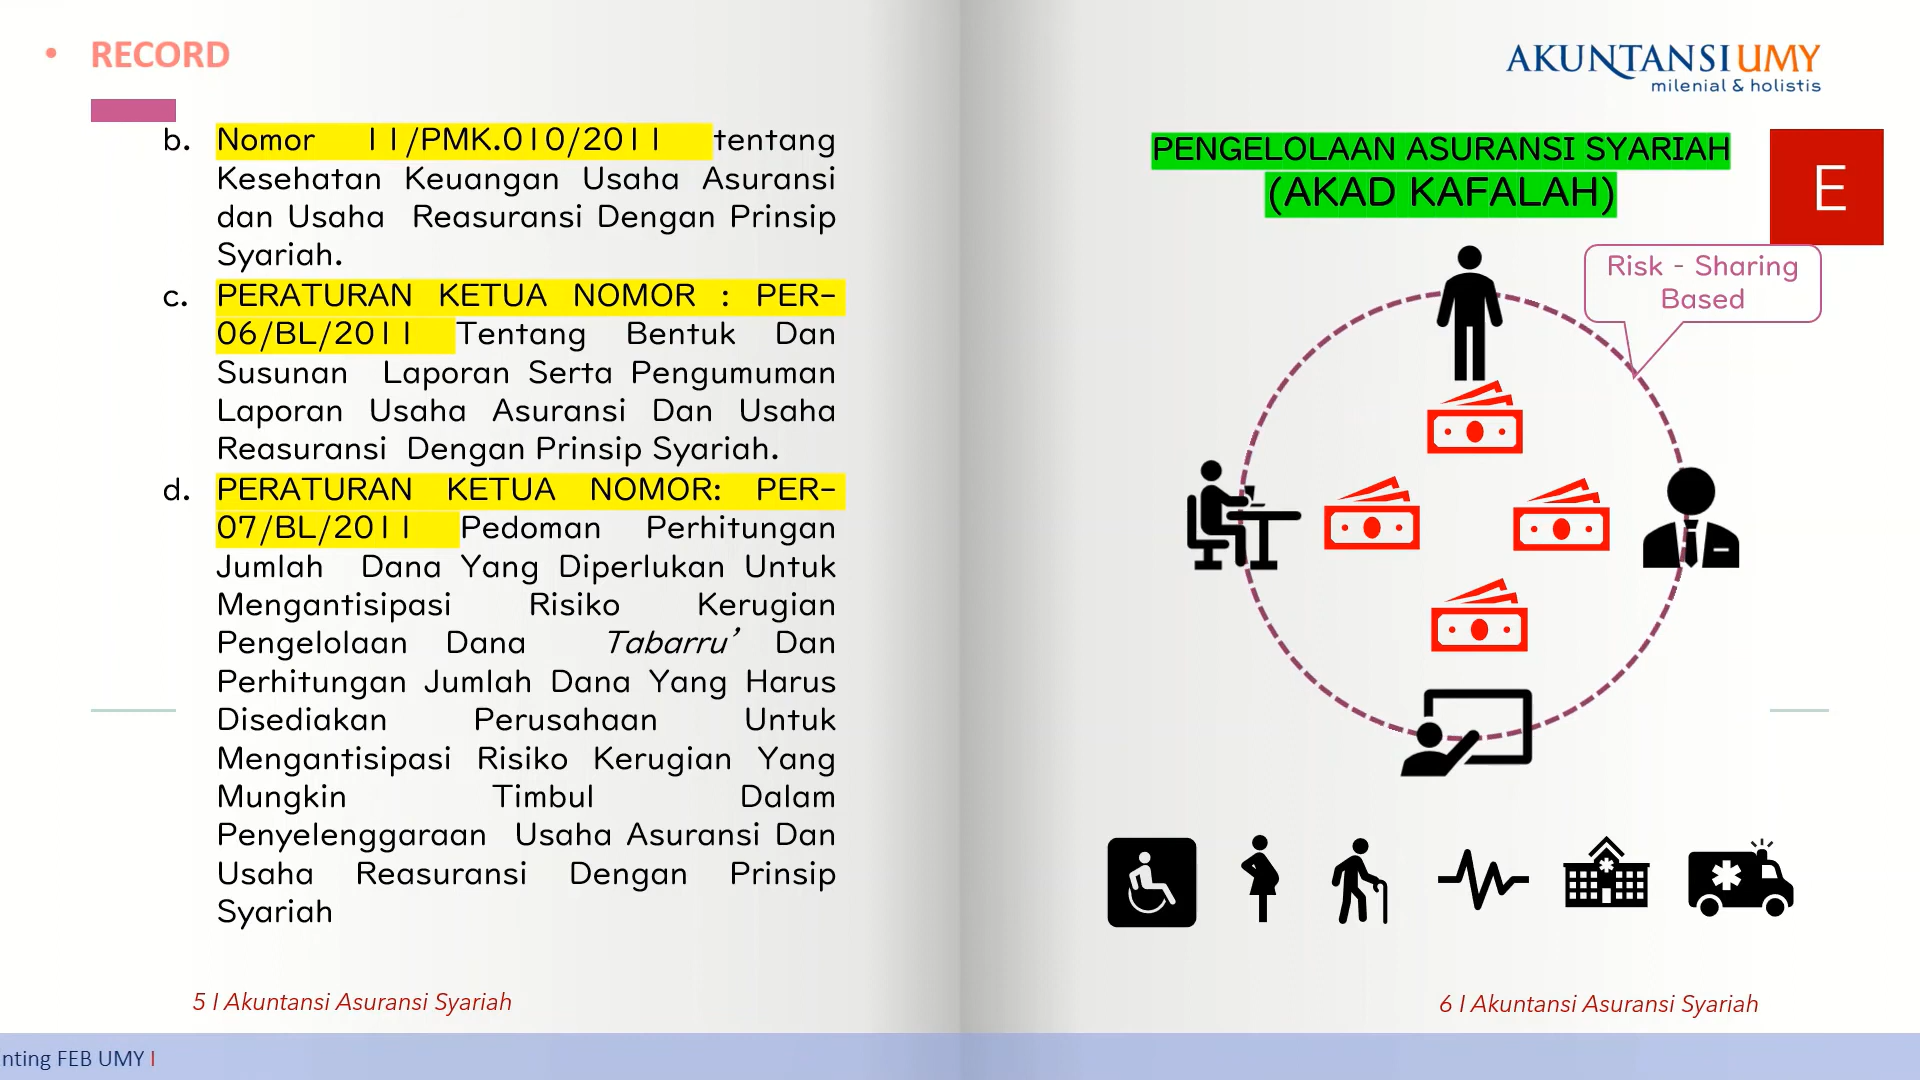 • RECORD
b. Nomor 11/PMK.010/2011 tentang
Kesehatan Keuangan Usaha Asuransi
dan Usaha Reasuransi Dengan Prinsip
Syariah.
c. PERATURAN KETUA NOMOR : PER-
06/BL/2011 Tentang Bentuk Dan
Susunan Laporan Serta Pengumuman
Laporan Usaha Asuransi Dan Usaha
Reasuransi Dengan Prinsip Syariah.
d. PERATURAN KETUA NOMOR: PER-
07/BL/2011 Pedoman Perhitungan
Jumlah Dana Yang Diperlukan Untuk
Mengantisipasi Risiko Kerugian
Pengelolaan Dana Tabarru’ Dan
Perhitungan Jumlah Dana Yang Harus
Disediakan Perusahaan Untuk
Mengantisipasi Risiko Kerugian Yang
Mungkin Timbul Dalam
Penyelenggaraan Usaha Asuransi Dan
Usaha Reasuransi Dengan Prinsip
Syariah
5 I Akuntansi Asuransi Syariah
AKUNTANSI UMY
milenial & holistis
PENGELOLAAN ASURANSI SYARIAH
(AKAD KAFALAH)
E
Risk - Sharing
Based
6 I Akuntansi Asuransi Syariah
nting FEB UMY I